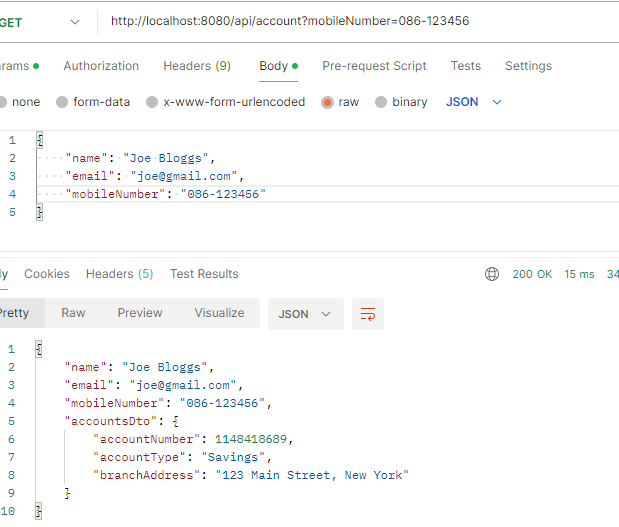 GET http://localhost:8080/api/account?mobileNumber=086-123456
arams Authorization Headers (9) Body Pre-request Script Tests Settings
none form-data x-www-form-urlencoded raw binary JSON
1 {
2 "name": "Joe Bloggs",
3 "email": "joe@gmail.com",
4 "mobileNumber": "086-123456"
5 }
ly Cookies Headers (5) Test Results 200 OK 15 ms 34
Pretty Raw Preview Visualize JSON
1 {
2 "name": "Joe Bloggs",
3 "email": "joe@gmail.com",
4 "mobileNumber": "086-123456",
5 "accountsDto": {
6 "accountNumber": 1148418689,
7 "accountType": "Savings",
8 "branchAddress": "123 Main Street, New York"
9 }
10 }